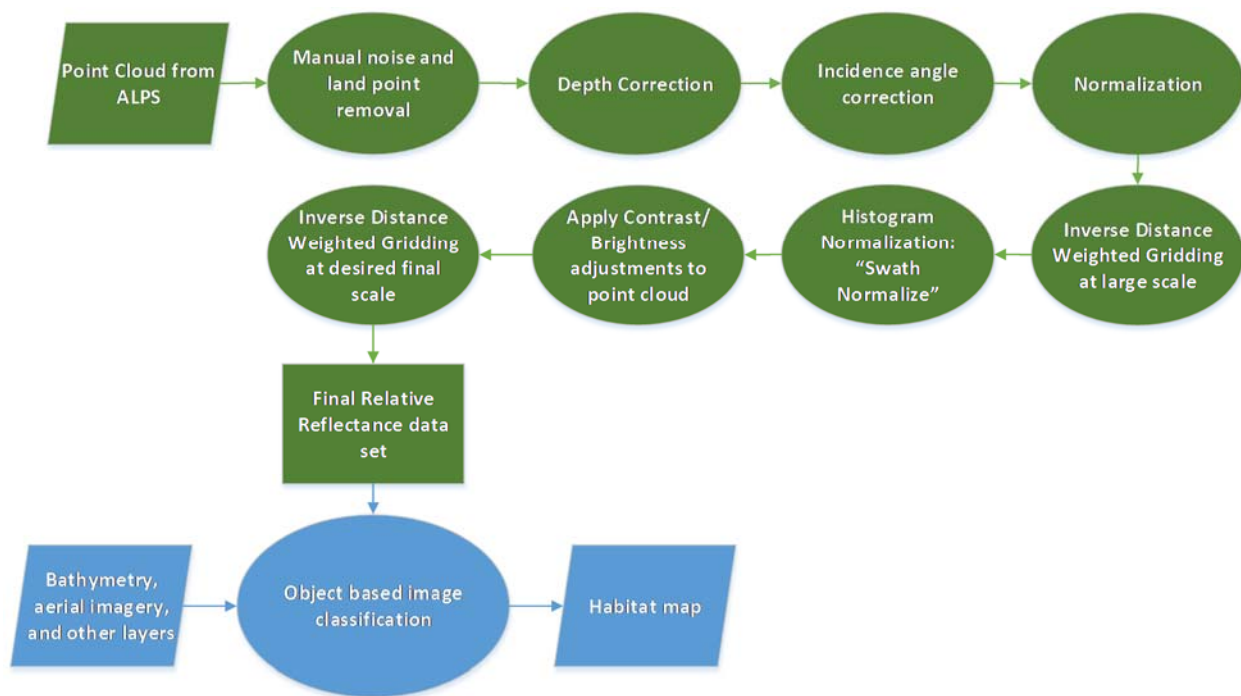 Point Cloud from
ALPS
Manual noise and
land point
removal
Depth Correction
Incidence angle
correction
Normalization
Inverse Distance
Weighted Gridding
at large scale
Histogram
Normalization:
“Swath
Normalize”
Apply Contrast/
Brightness
adjustments to
point cloud
Inverse Distance
Weighted Gridding
at desired final
scale
Final Relative
Reflectance data
set
Bathymetry,
aerial imagery,
and other layers
Object based image
classification
Habitat map